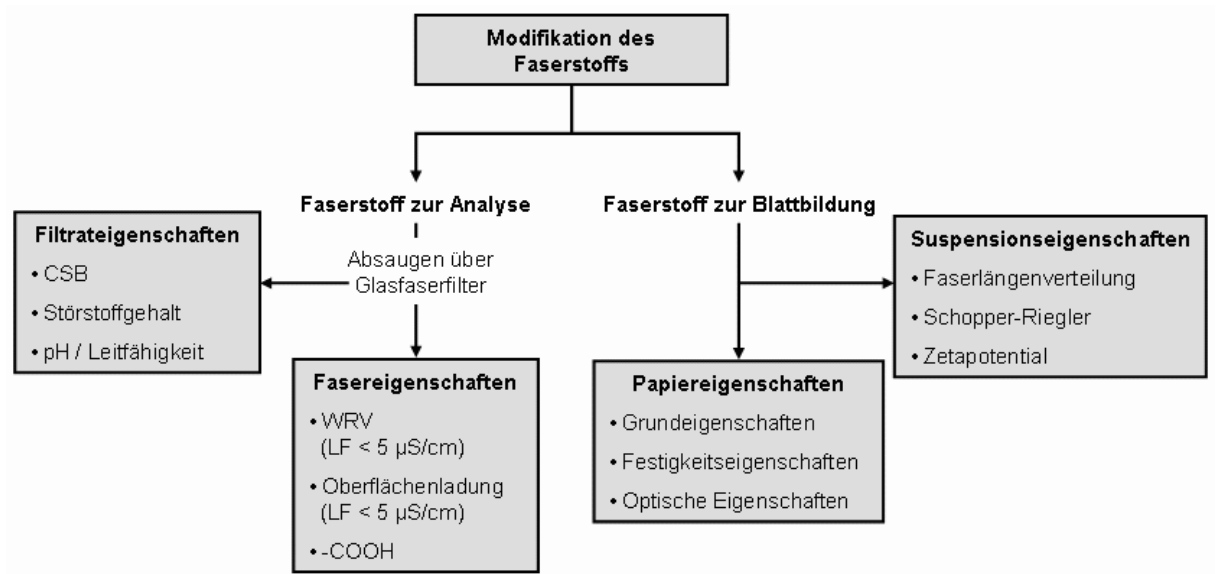 Modifikation des
Faserstoffs
Faserstoff zur Analyse
Faserstoff zur Blattbildung
Filtrateigenschaften
• CSB
• Störstoffgehalt
• pH / Leitfähigkeit
Absaugen über
Glasfaserfilter
Suspensionseigenschaften
• Faserlängenverteilung
• Schopper-Riegler
• Zetapotential
Fasereigenschaften
• WRV
(LF < 5 µS/cm)
• Oberflächenladung
(LF < 5 µS/cm)
• -COOH
Papiereigenschaften
• Grundeigenschaften
• Festigkeitseigenschaften
• Optische Eigenschaften